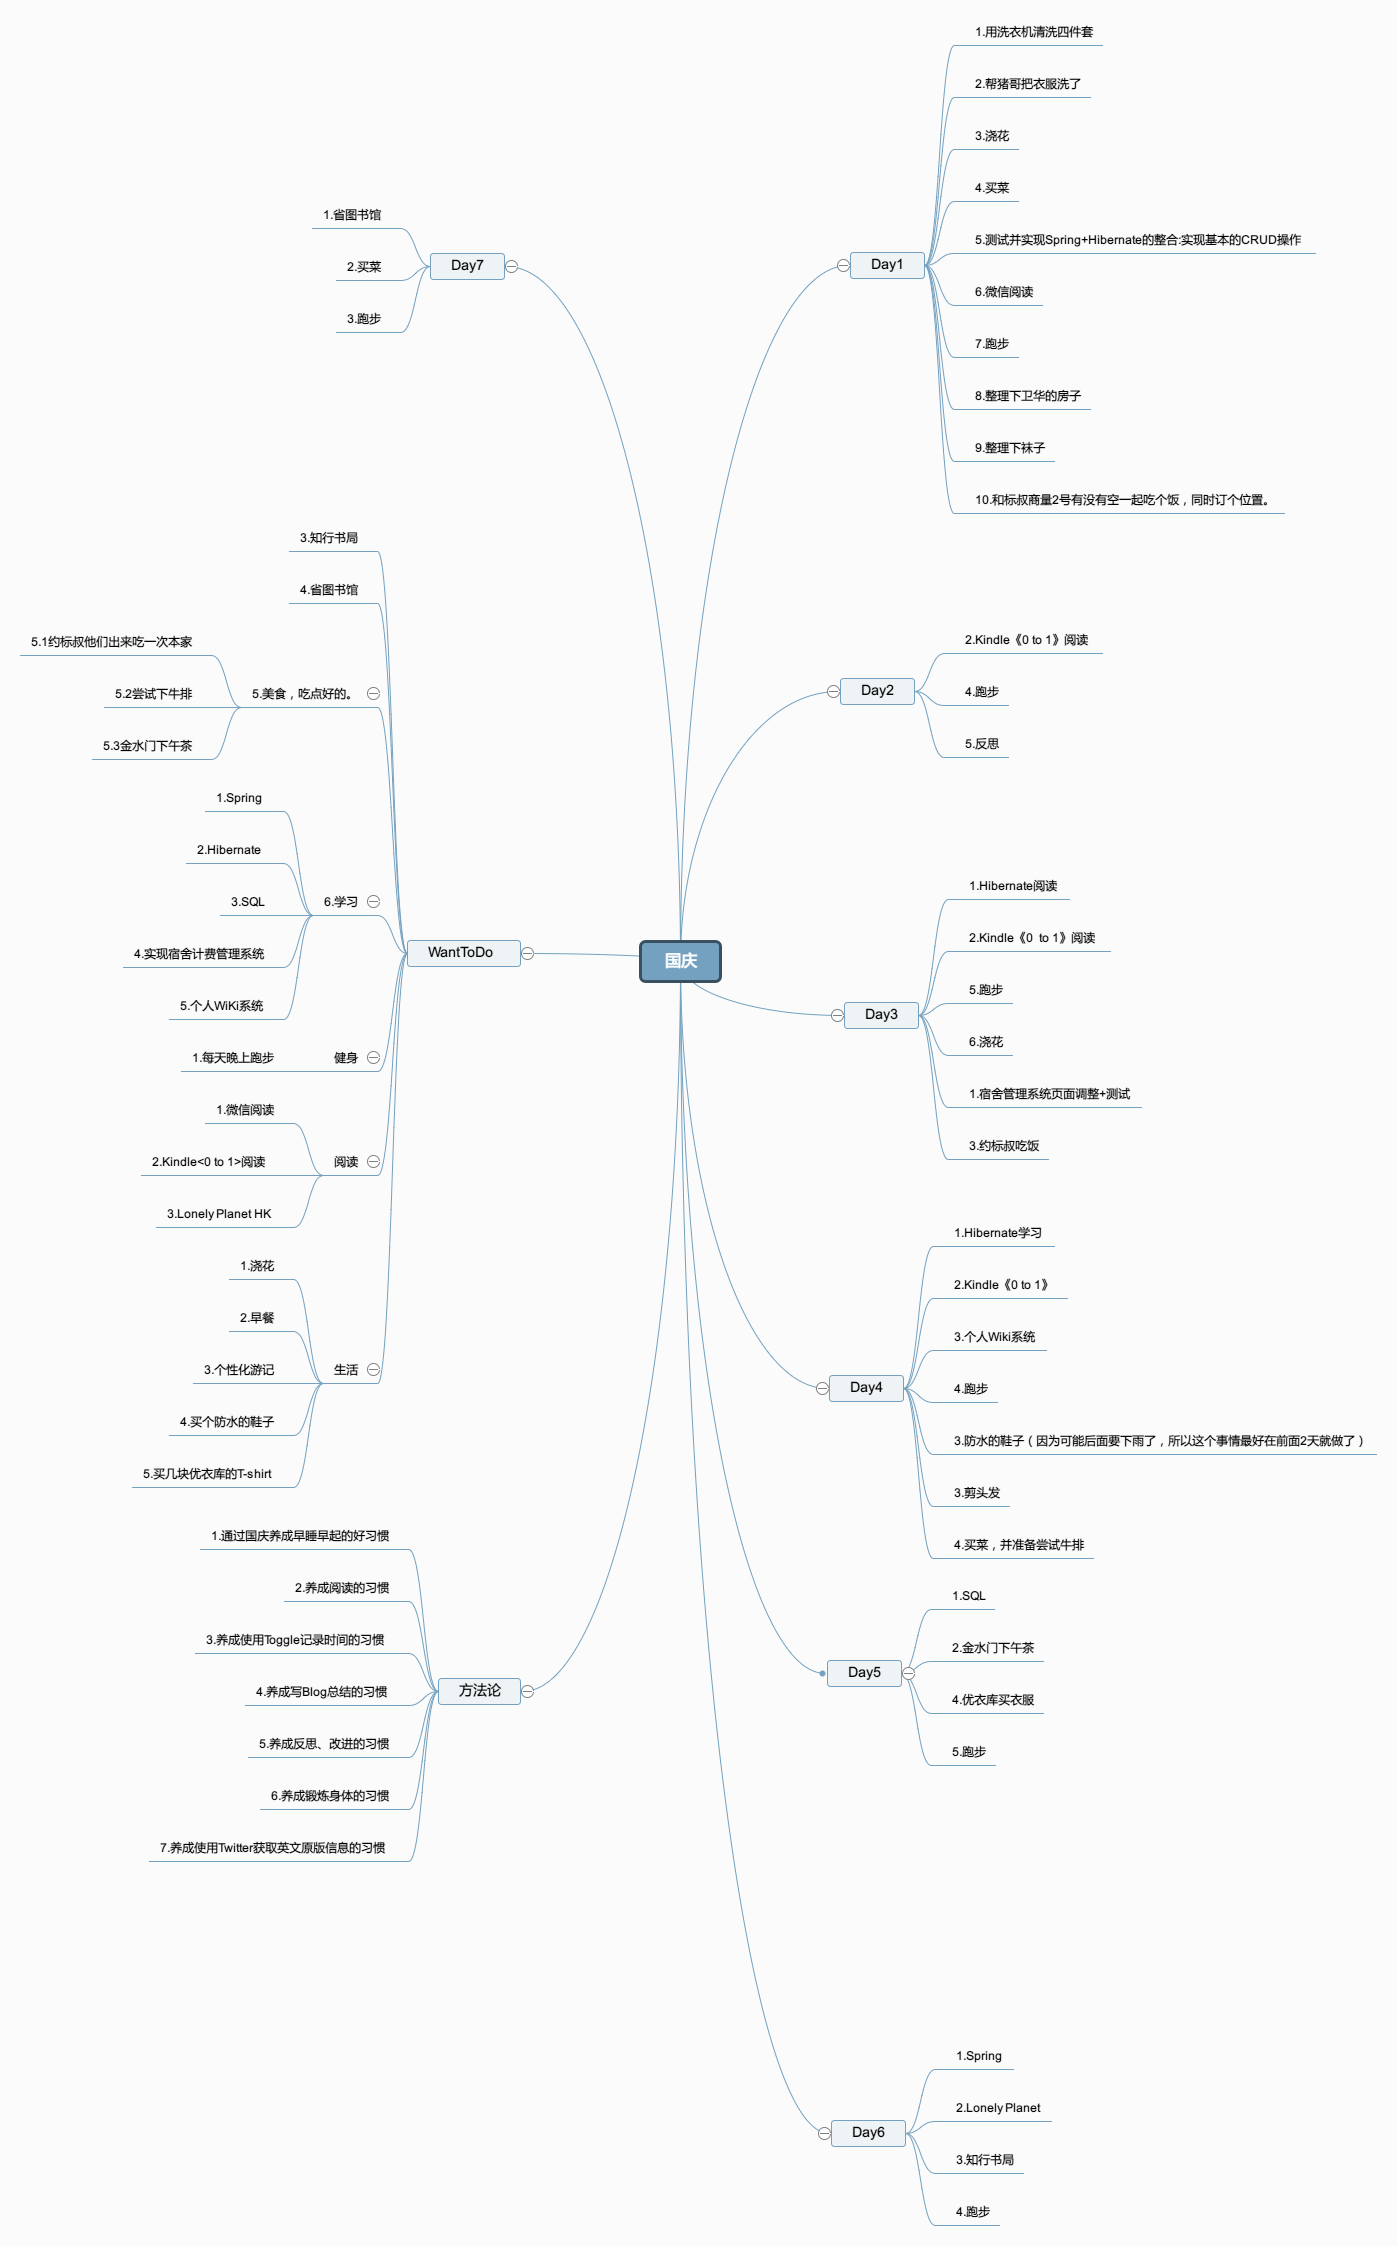 国庆
Day1
1.用洗衣机清洗四件套
2.帮猪哥把衣服洗了
3.浇花
4.买菜
5.测试并实现Spring+Hibernate的整合:实现基本的CRUD操作
6.微信阅读
7.跑步
8.整理下卫华的房子
9.整理下袜子
10.和标叔商量2号有没有空一起吃个饭，同时订个位置。
Day2
2.Kindle《0 to 1》阅读
4.跑步
5.反思
Day3
1.Hibernate阅读
2.Kindle《0  to 1》阅读
5.跑步
6.浇花
1.宿舍管理系统页面调整+测试
3.约标叔吃饭
Day4
1.Hibernate学习
2.Kindle《0 to 1》
3.个人Wiki系统
4.跑步
3.防水的鞋子（因为可能后面要下雨了，所以这个事情最好在前面2天就做了）
3.剪头发
4.买菜，并准备尝试牛排
Day5
1.SQL
2.金水门下午茶
4.优衣库买衣服
5.跑步
Day6
1.Spring
2.Lonely Planet
3.知行书局
4.跑步
Day7
1.省图书馆
2.买菜
3.跑步
WantToDo
3.知行书局
4.省图书馆
5.美食，吃点好的。
5.1约标叔他们出来吃一次本家
5.2尝试下牛排
5.3金水门下午茶
6.学习
1.Spring
2.Hibernate
3.SQL
4.实现宿舍计费管理系统
5.个人WiKi系统
健身
1.每天晚上跑步
阅读
1.微信阅读
2.Kindle<0 to 1>阅读
3.Lonely Planet HK
生活
1.浇花
2.早餐
3.个性化游记
4.买个防水的鞋子
5.买几块优衣库的T-shirt
方法论
1.通过国庆养成早睡早起的好习惯
2.养成阅读的习惯
3.养成使用Toggle记录时间的习惯
4.养成写Blog总结的习惯
5.养成反思、改进的习惯
6.养成锻炼身体的习惯
7.养成使用Twitter获取英文原版信息的习惯